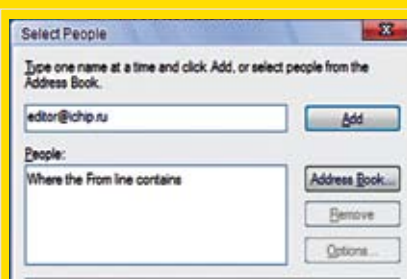 Select People
Type one name at a time and click Add, or select people from the
Address Book.
editor@ichip.ru
Add
People:
Where the From line contains
Address Book...
Remove
Options...